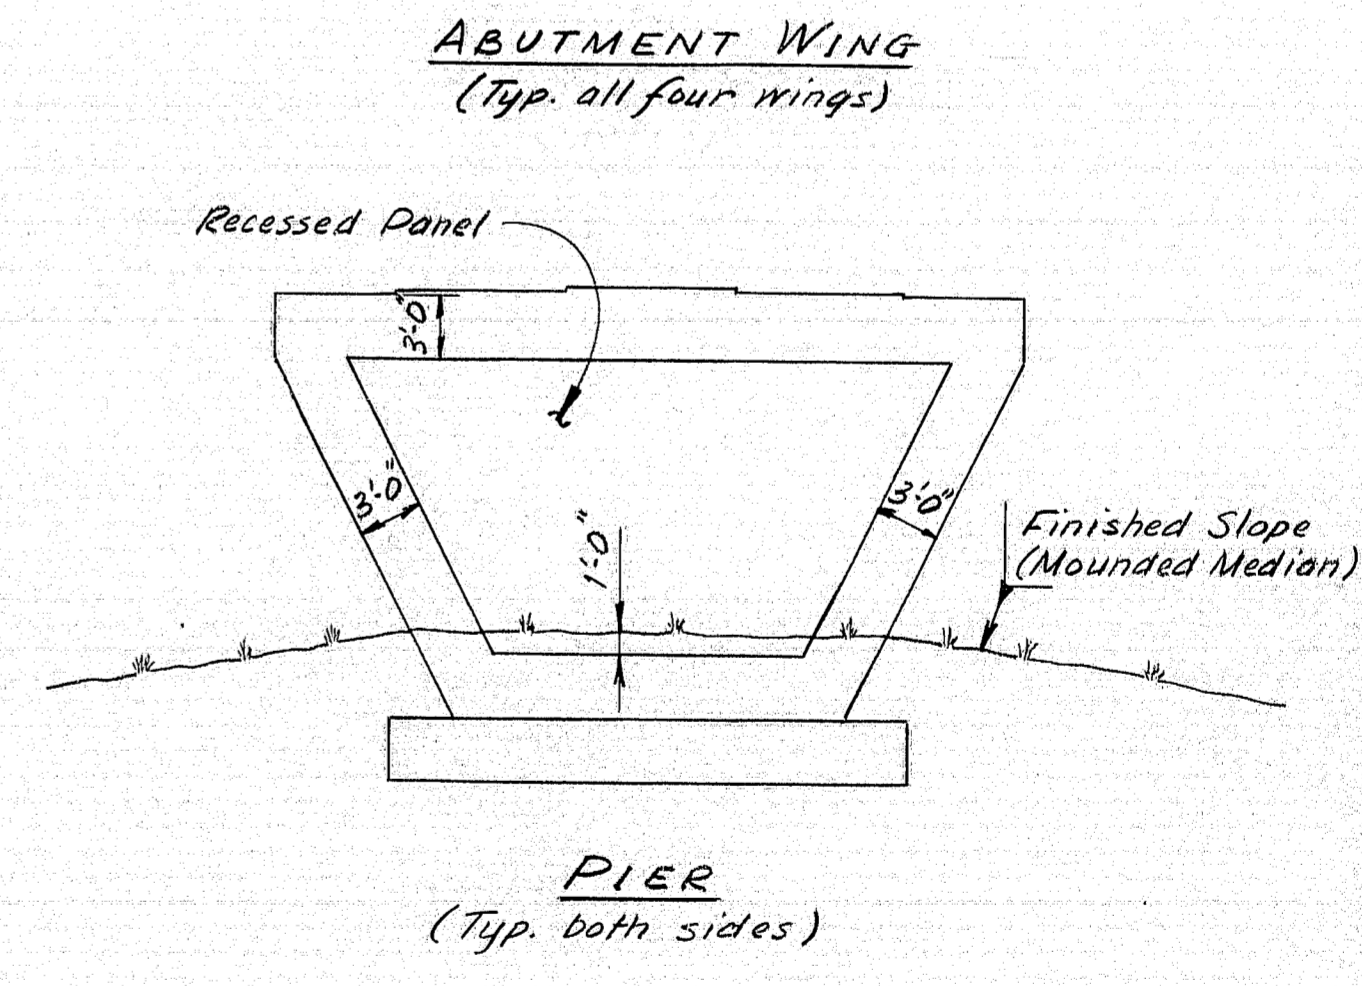 ABUTMENT WING
(Typ. all four wings)
Recessed Panel
3'-0"
3'-0"
3'-0"
1'-0"
Finished Slope
(Mounded Median)
PIER
(Typ. both sides)